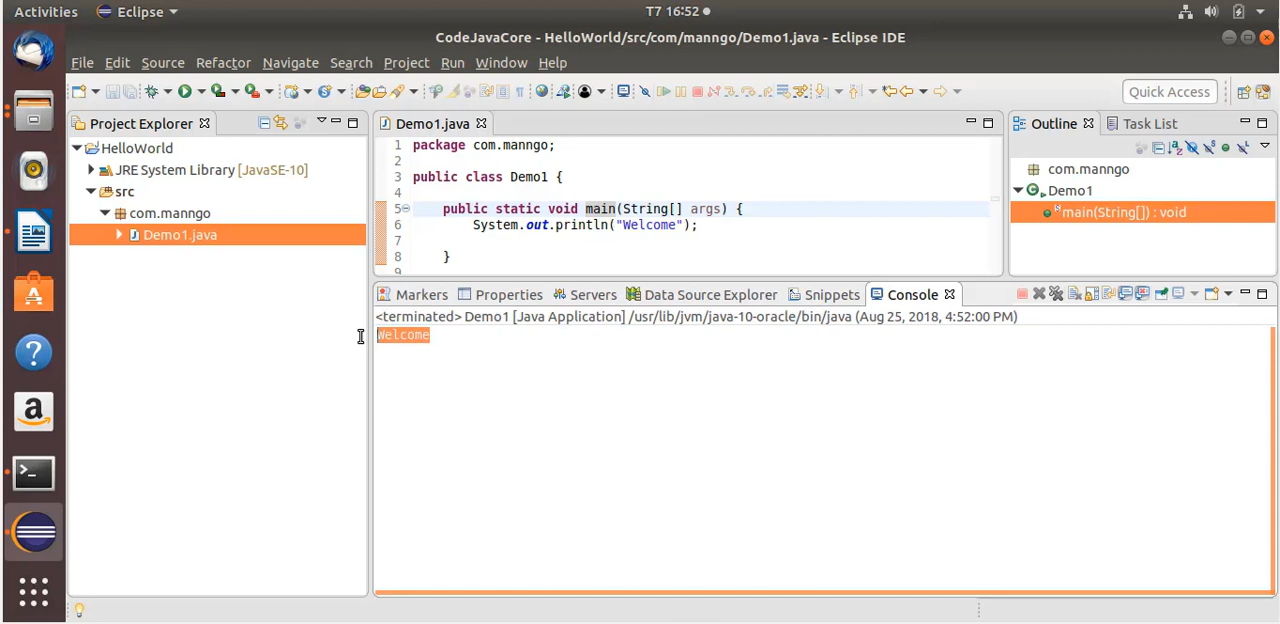 Activities Eclipse T7 16:52
CodeJavaCore - HelloWorld/src/com/manngo/Demo1.java - Eclipse IDE
File Edit Source Refactor Navigate Search Project Run Window Help
Quick Access
Project Explorer
HelloWorld
JRE System Library [JavaSE-10]
src
com.manngo
Demo1.java
Demo1.java
1 package com.manngo;
2
3 public class Demo1 {
4
5 public static void main(String[] args) {
6 System.out.println("Welcome");
7
8 }
9
Outline Task List
com.manngo
Demo1
main(String[]) : void
Markers Properties Servers Data Source Explorer Snippets Console
<terminated> Demo1 [Java Application] /usr/lib/jvm/java-10-oracle/bin/java (Aug 25, 2018, 4:52:00 PM)
Welcome